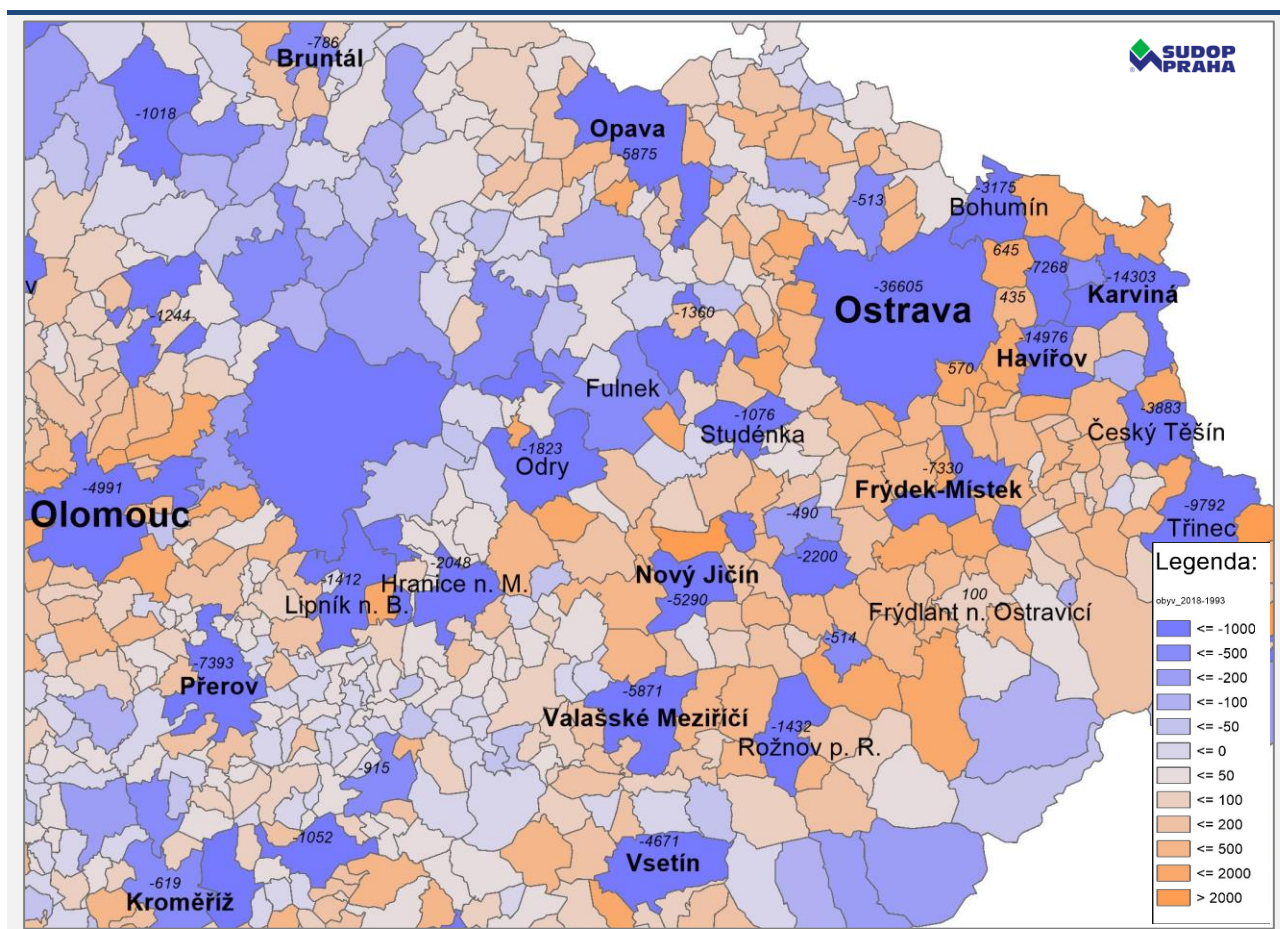 SUDOP
PRAHA
®
-786
Bruntál
-1018
Opava
-5875
-513
-3175
Bohumín
645
-7268
-14303
Karviná
435
-36605
Ostrava
-14976
Havířov
570
v
-1244
-1360
Fulnek
-1076
Studénka
-3883
Český Těšín
-1823
Odry
-7330
Frýdek-Místek
-4991
Olomouc
-9792
Třinec
-490
-2200
-2048
Hranice n. M.
-1412
Lipník n. B.
Nový Jičín
-5290
100
Frýdlant n. Ostravicí
-514
-7393
Přerov
-5871
Valašské Meziříčí
-1432
Rožnov p. R.
-915
-1052
-619
Kroměříž
-4671
Vsetín
Legenda:
obyv_2018-1993
<= -1000
<= -500
<= -200
<= -100
<= -50
<= 0
<= 50
<= 100
<= 200
<= 500
<= 2000
> 2000